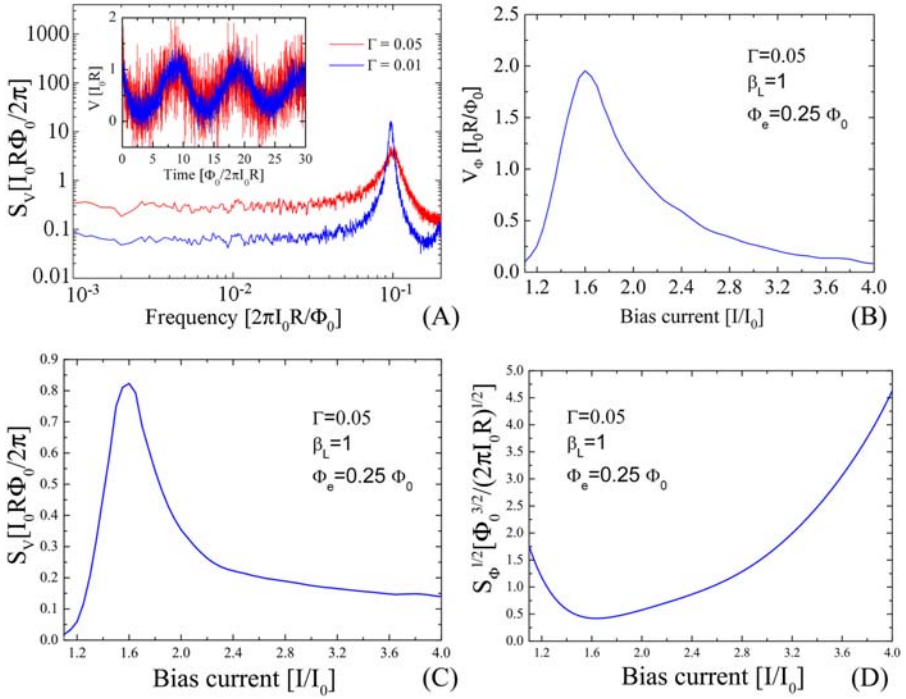 4000
1000
100
10
1
0.1
0.01
S_V[I_0RΦ_0/2π]
10^-3
10^-2
10^-1
Frequency [2πI_0R/Φ_0]
(A)
2
1
0
V [I_0R]
0 5 10 15 20 25 30
Time [Φ_0/2πI_0R]
Γ = 0.05
Γ = 0.01
2.5
2.0
1.5
1.0
0.5
0.0
V_Φ [I_0R/Φ_0]
Γ=0.05
β_L=1
Φ_e=0.25 Φ_0
1.2 1.6 2.0 2.4 2.8 3.2 3.6 4.0
Bias current [I/I_0]
(B)
0.9
0.8
0.7
0.6
0.5
0.4
0.3
0.2
0.1
0.0
S_V[I_0RΦ_0/2π]
Γ=0.05
β_L=1
Φ_e=0.25 Φ_0
1.2 1.6 2.0 2.4 2.8 3.2 3.6 4.0
Bias current [I/I_0]
(C)
5.0
4.5
4.0
3.5
3.0
2.5
2.0
1.5
1.0
0.5
0.0
S_Φ^1/2[Φ_0^3/2/(2πI_0R)^1/2]
Γ=0.05
β_L=1
Φ_e=0.25 Φ_0
1.2 1.6 2.0 2.4 2.8 3.2 3.6 4.0
Bias current [I/I_0]
(D)